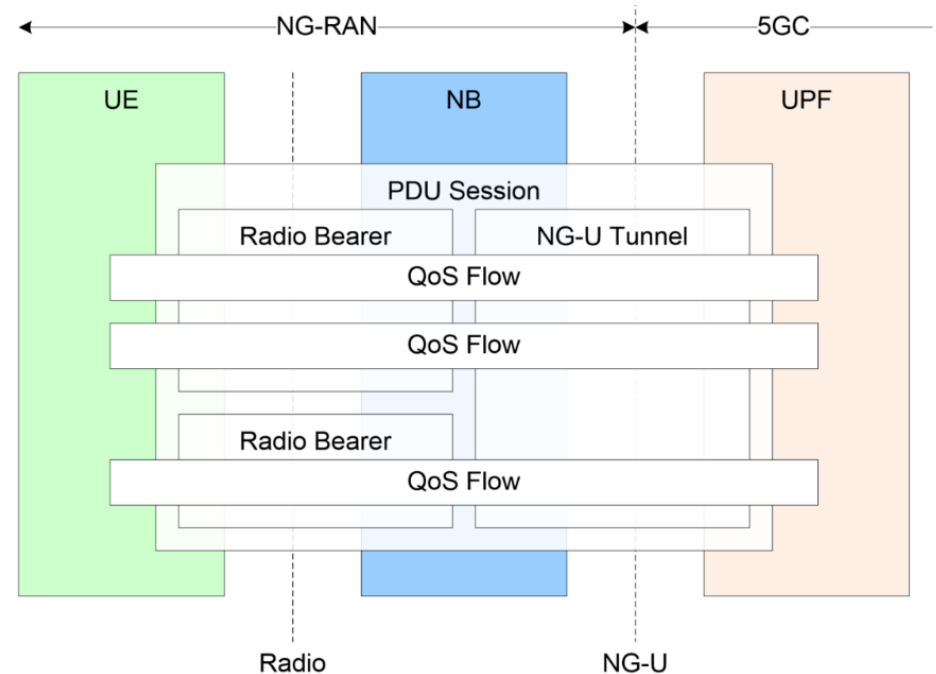 NG-RAN 5GC
UE NB UPF
PDU Session
Radio Bearer NG-U Tunnel
QoS Flow
QoS Flow
Radio Bearer
QoS Flow
Radio NG-U